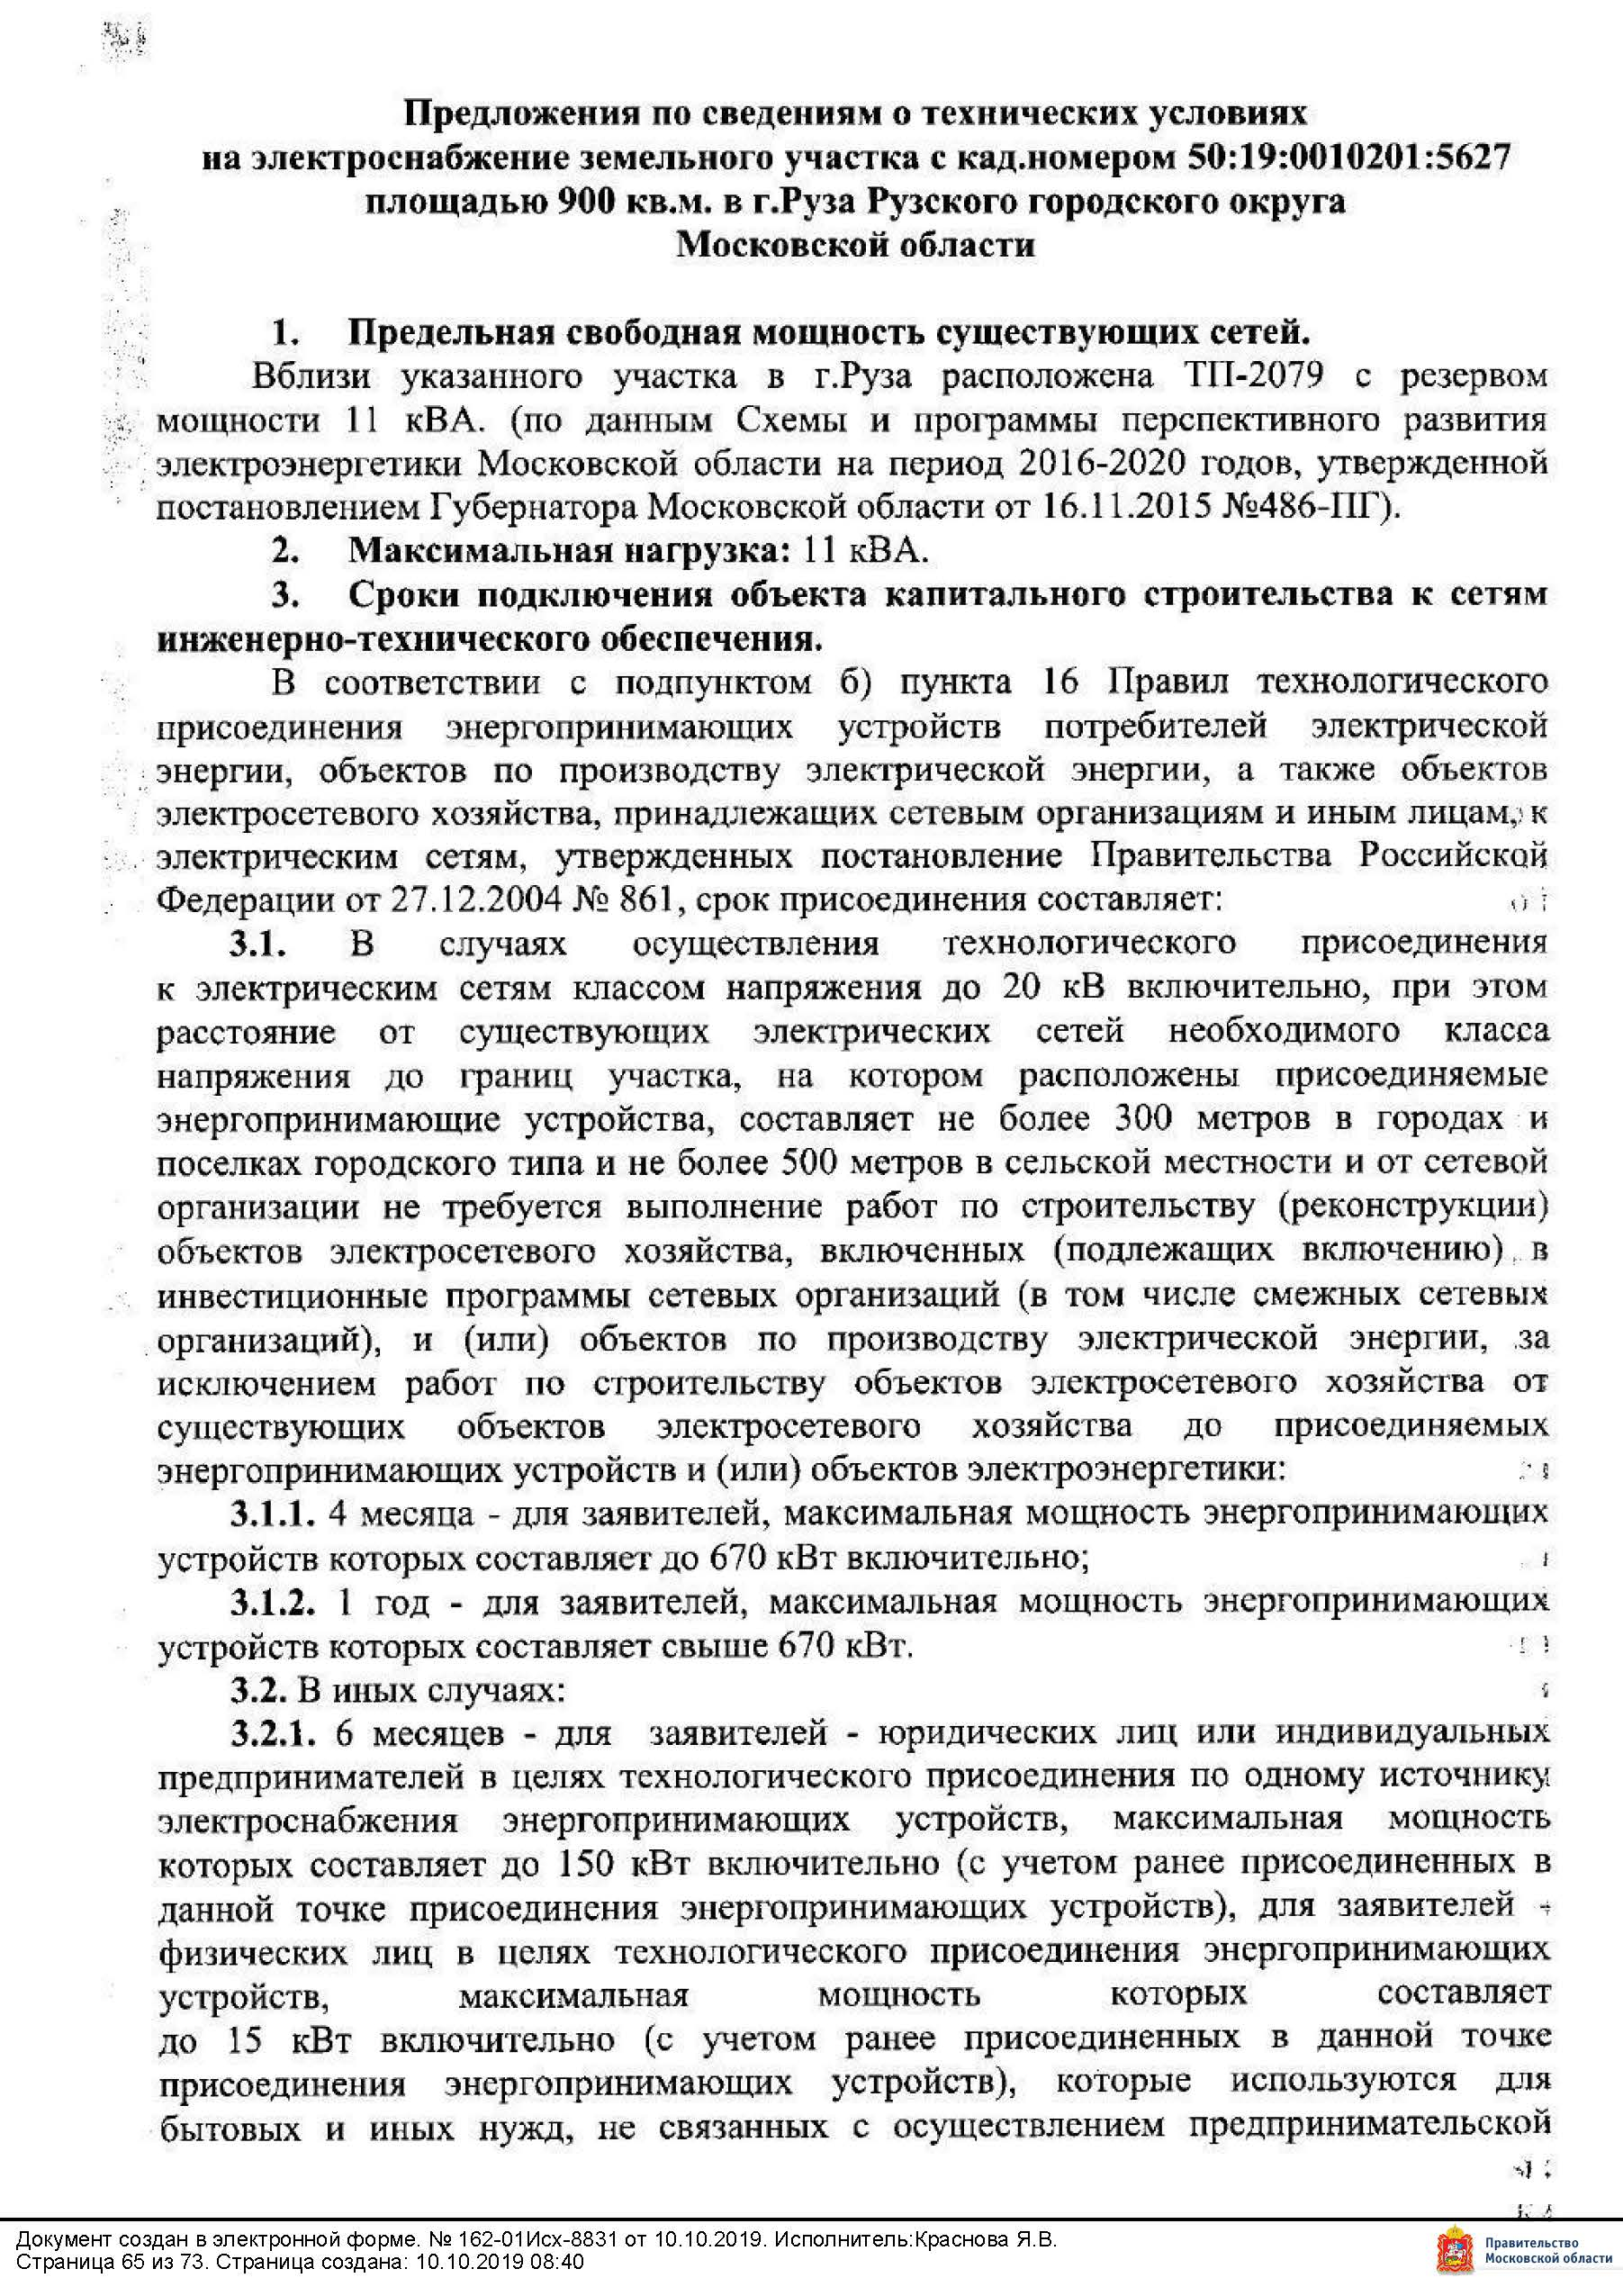 Предложения по сведениям о технических условиях
на электроснабжение земельного участка с кад.номером 50:19:0010201:5627
площадью 900 кв.м. в г.Руза Рузского городского округа
Московской области
1. Предельная свободная мощность существующих сетей.
Вблизи указанного участка в г.Руза расположена ТП-2079 с резервом
мощности 11 кВА. (по данным Схемы и программы перспективного развития
электроэнергетики Московской области на период 2016-2020 годов, утвержденной
постановлением Губернатора Московской области от 16.11.2015 №486-ПГ).
2. Максимальная нагрузка: 11 кВА.
3. Сроки подключения объекта капитального строительства к сетям
инженерно-технического обеспечения.
В соответствии с подпунктом б) пункта 16 Правил технологического
присоединения энергопринимающих устройств потребителей электрической
энергии, объектов по производству электрической энергии, а также объектов
электросетевого хозяйства, принадлежащих сетевым организациям и иным лицам, к
электрическим сетям, утвержденных постановление Правительства Российской
Федерации от 27.12.2004 № 861, срок присоединения составляет:
3.1. В случаях осуществления технологического присоединения
к электрическим сетям классом напряжения до 20 кВ включительно, при этом
расстояние от существующих электрических сетей необходимого класса
напряжения до границ участка, на котором расположены присоединяемые
энергопринимающие устройства, составляет не более 300 метров в городах и
поселках городского типа и не более 500 метров в сельской местности и от сетевой
организации не требуется выполнение работ по строительству (реконструкции)
объектов электросетевого хозяйства, включенных (подлежащих включению) в
инвестиционные программы сетевых организаций (в том числе смежных сетевых
организаций), и (или) объектов по производству электрической энергии, за
исключением работ по строительству объектов электросетевого хозяйства от
существующих объектов электросетевого хозяйства до присоединяемых
энергопринимающих устройств и (или) объектов электроэнергетики:
3.1.1. 4 месяца - для заявителей, максимальная мощность энергопринимающих
устройств которых составляет до 670 кВт включительно;
3.1.2. 1 год - для заявителей, максимальная мощность энергопринимающих
устройств которых составляет свыше 670 кВт.
3.2. В иных случаях:
3.2.1. 6 месяцев - для заявителей - юридических лиц или индивидуальных
предпринимателей в целях технологического присоединения по одному источнику
электроснабжения энергопринимающих устройств, максимальная мощность
которых составляет до 150 кВт включительно (с учетом ранее присоединенных в
данной точке присоединения энергопринимающих устройств), для заявителей -
физических лиц в целях технологического присоединения энергопринимающих
устройств, максимальная мощность которых составляет
до 15 кВт включительно (с учетом ранее присоединенных в данной точке
присоединения энергопринимающих устройств), которые используются для
бытовых и иных нужд, не связанных с осуществлением предпринимательской
Документ создан в электронной форме. № 162-01Исх-8831 от 10.10.2019. Исполнитель:Краснова Я.В.
Страница 65 из 73. Страница создана: 10.10.2019 08:40
Правительство
Московской области